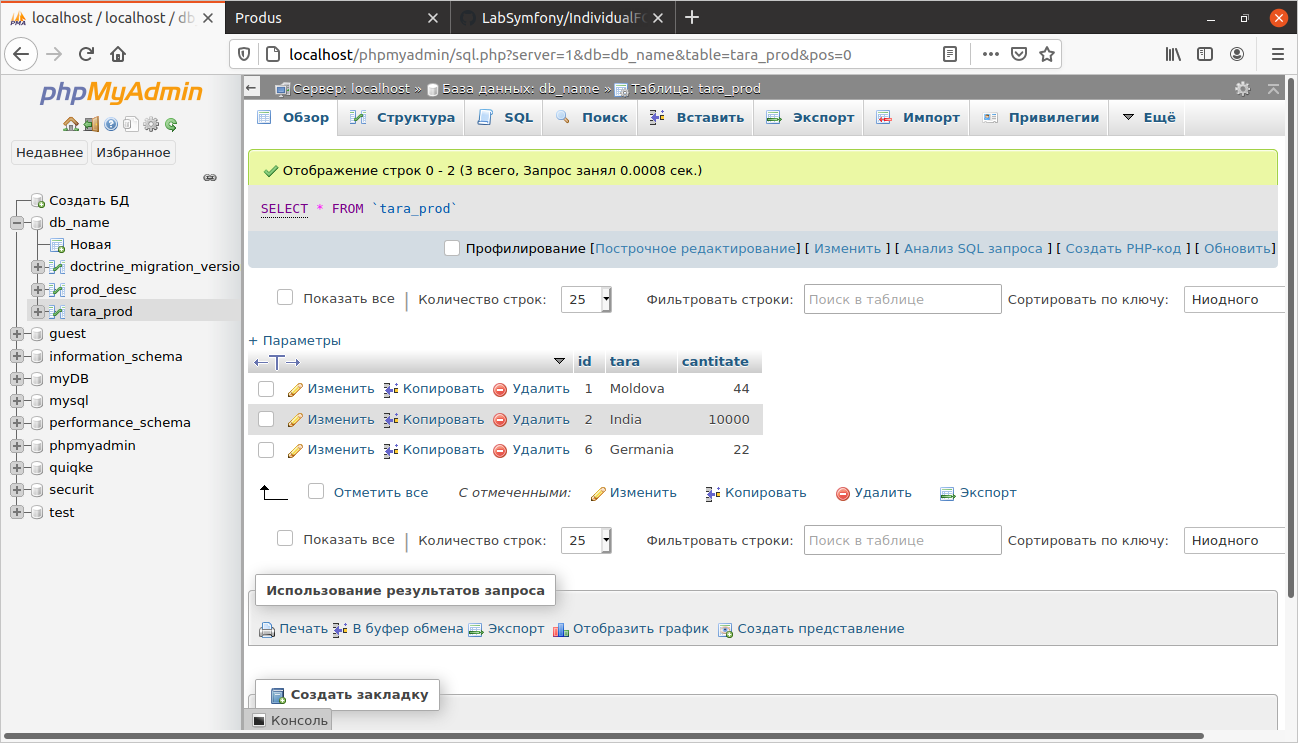 localhost / localhost / db
Produs
LabSymfony/IndividualFO
localhost/phpmyadmin/sql.php?server=1&db=db_name&table=tara_prod&pos=0
phpMyAdmin
Недавнее Избранное
Создать БД
db_name
Новая
doctrine_migration_versio
prod_desc
tara_prod
guest
information_schema
myDB
mysql
performance_schema
phpmyadmin
quiqke
securit
test
Сервер: localhost » База данных: db_name » Таблица: tara_prod
Обзор Структура SQL Поиск Вставить Экспорт Импорт Привилегии Ещё
Отображение строк 0 - 2 (3 всего, Запрос занял 0.0008 сек.)
SELECT * FROM `tara_prod`
Профилирование [Построчное редактирование] [ Изменить ] [ Анализ SQL запроса ] [ Создать PHP-код ] [ Обновить]
Показать все | Количество строк: 25 Фильтровать строки: Поиск в таблице Сортировать по ключу: Ниодного
+ Параметры
←T→ id tara cantitate
Изменить Копировать Удалить 1 Moldova 44
Изменить Копировать Удалить 2 India 10000
Изменить Копировать Удалить 6 Germania 22
Отметить все С отмеченными: Изменить Копировать Удалить Экспорт
Показать все | Количество строк: 25 Фильтровать строки: Поиск в таблице Сортировать по ключу: Ниодного
Использование результатов запроса
Печать В буфер обмена Экспорт Отобразить график Создать представление
Создать закладку
Консоль